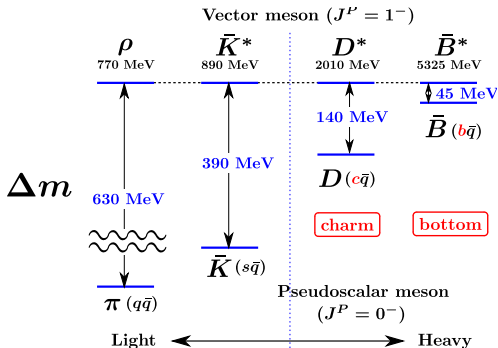 Vector meson (J^P = 1^-)
ρ K̄* D* B̄*
770 MeV 890 MeV 2010 MeV 5325 MeV
45 MeV
140 MeV
B̄ (bq̄)
390 MeV
D (cq̄)
Δm
630 MeV
charm bottom
K̄ (sq̄)
π (qq̄)
Pseudoscalar meson
(J^P = 0^-)
Light Heavy